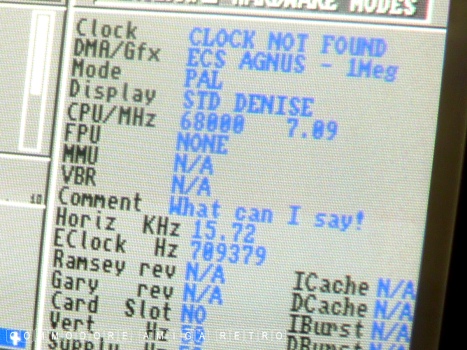 HARDWARE MODES
Clock CLOCK NOT FOUND
DMA/Gfx ECS AGNUS - 1Meg
Mode PAL
Display STD DENISE
CPU/MHz 68000 7.09
FPU NONE
MMU N/A
VBR N/A
Comment What can I say!
Horiz KHz 15.72
EClock Hz 709379
Ramsey rev N/A ICache N/A
Gary rev N/A DCache N/A
Card Slot NO IBurst N/A
Vert DBurst N/A
Supply
COMMODORE AMIGA RETRO